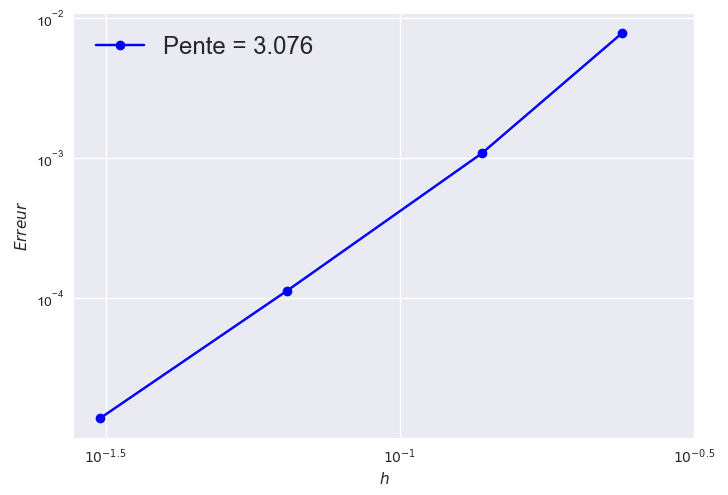 10⁻²
Pente = 3.076
10⁻³
Erreur
10⁻⁴
10⁻¹·⁵
10⁻¹
10⁻⁰·⁵
h